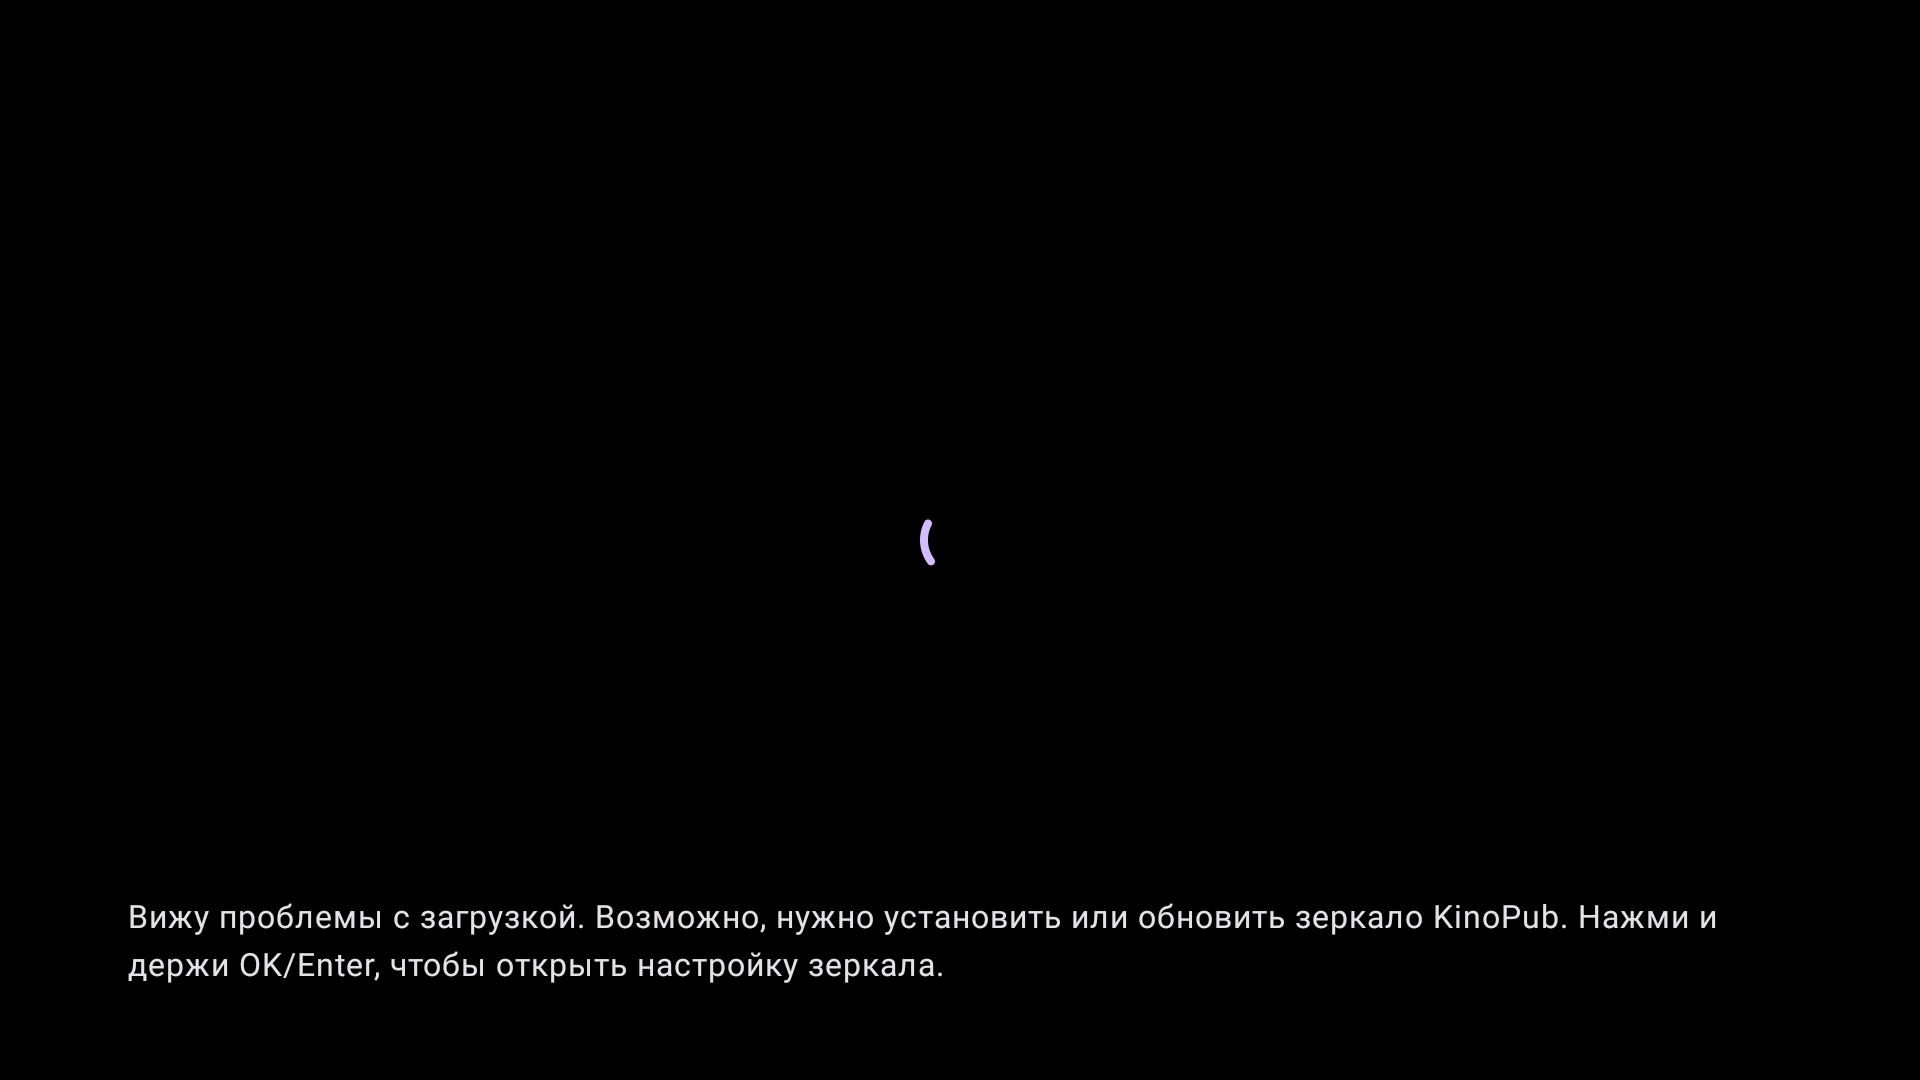 Вижу проблемы с загрузкой. Возможно, нужно установить или обновить зеркало KinoPub. Нажми и
держи OK/Enter, чтобы открыть настройку зеркала.